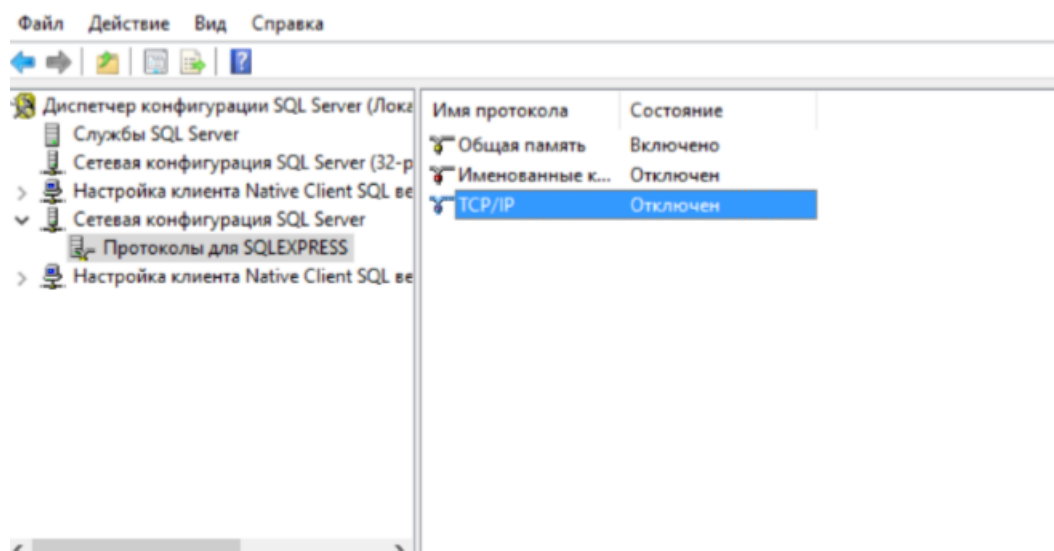 Файл Действие Вид Справка
Диспетчер конфигурации SQL Server (Лока
Службы SQL Server
Сетевая конфигурация SQL Server (32-р
Настройка клиента Native Client SQL ве
Сетевая конфигурация SQL Server
Протоколы для SQLEXPRESS
Настройка клиента Native Client SQL ве
Имя протокола Состояние
Общая память Включено
Именованные к... Отключен
TCP/IP Отключен